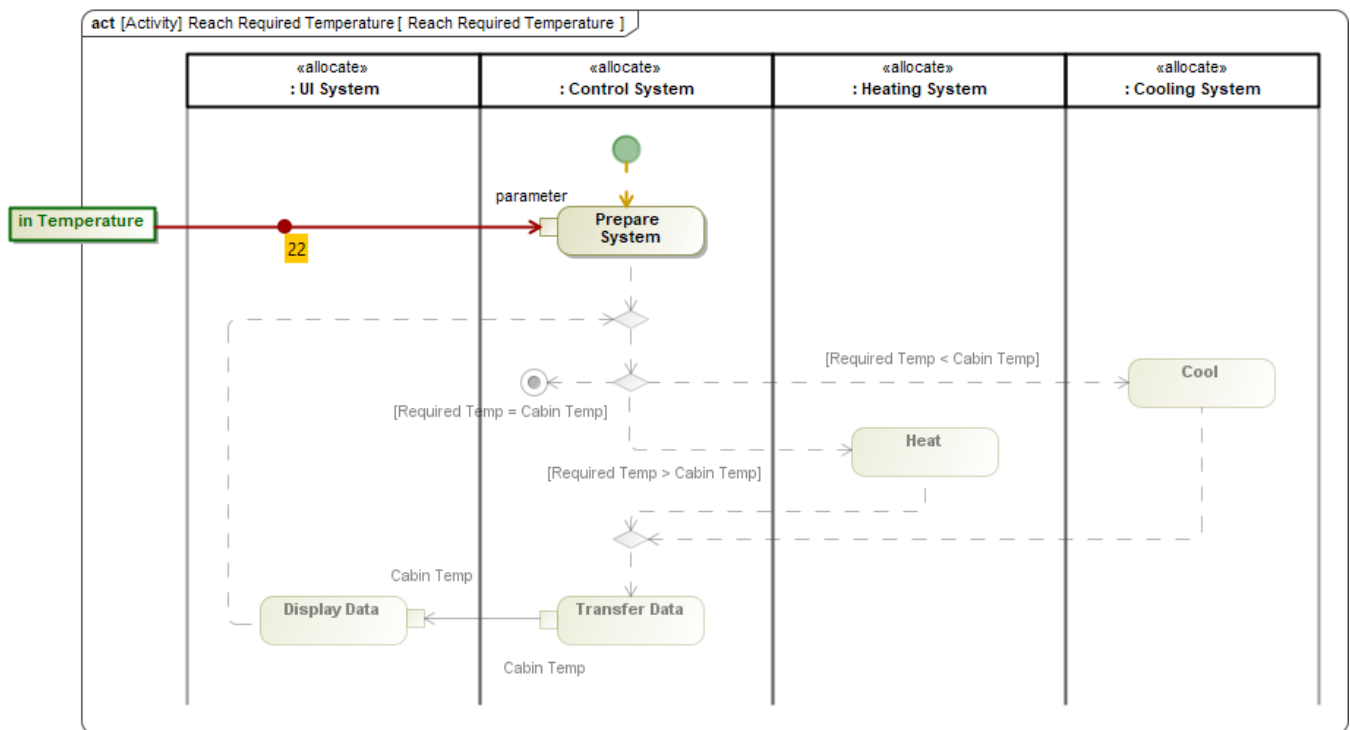 act [Activity] Reach Required Temperature [ Reach Required Temperature ]
«allocate»
: UI System
«allocate»
: Control System
«allocate»
: Heating System
«allocate»
: Cooling System
parameter
in Temperature
22
Prepare
System
[Required Temp < Cabin Temp]
Cool
[Required Temp = Cabin Temp]
Heat
[Required Temp > Cabin Temp]
Cabin Temp
Display Data
Transfer Data
Cabin Temp